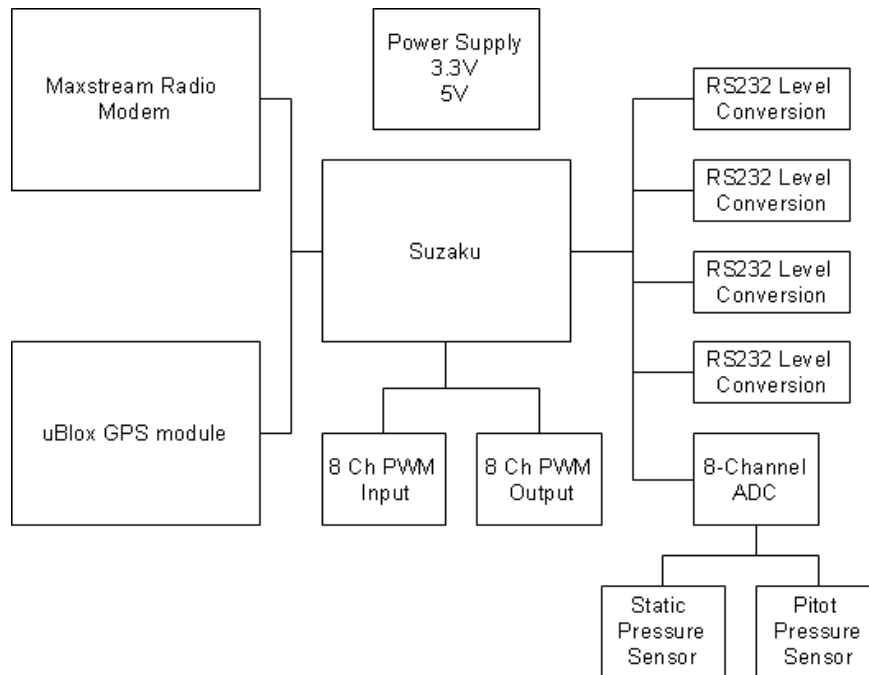 Maxstream Radio
Modem
Power Supply
3.3V
5V
RS232 Level
Conversion
RS232 Level
Conversion
Suzaku
RS232 Level
Conversion
RS232 Level
Conversion
uBlox GPS module
8 Ch PWM
Input
8 Ch PWM
Output
8-Channel
ADC
Static
Pressure
Sensor
Pitot
Pressure
Sensor